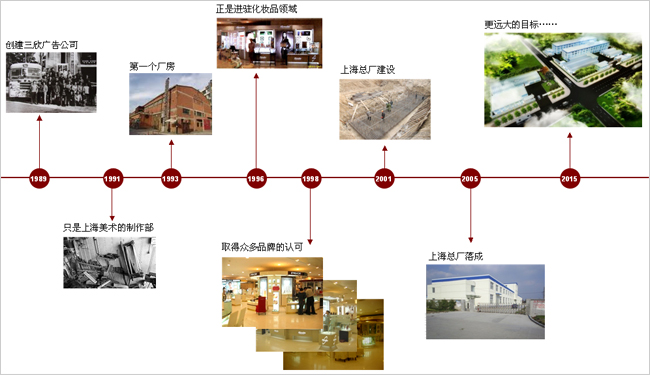 正是进驻化妆品领域
更远大的目标……
创建三欣广告公司
第一个厂房
上海总厂建设
1989
1991
1993
1996
1998
2001
2005
2015
只是上海美术的制作部
取得众多品牌的认可
上海总厂落成